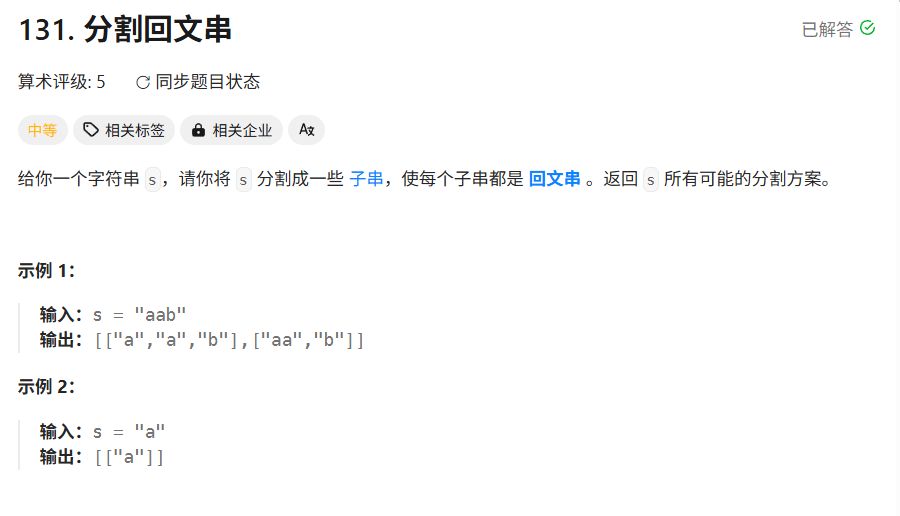 131. 分割回文串
已解答
算术评级: 5 同步题目状态
中等 相关标签 相关企业 Aぇ
给你一个字符串 s，请你将 s 分割成一些 子串，使每个子串都是 回文串 。返回 s 所有可能的分割方案。
示例 1：
输入：s = "aab"
输出：[["a","a","b"],["aa","b"]]
示例 2：
输入：s = "a"
输出：[["a"]]